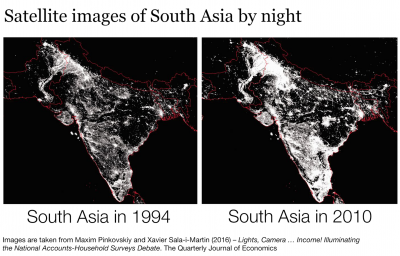 Satellite images of South Asia by night
South Asia in 1994
South Asia in 2010
Images are taken from Maxim Pinkovskiy and Xavier Sala-i-Martin (2016) – Lights, Camera … Income! Illuminating
the National Accounts-Household Surveys Debate. The Quarterly Journal of Economics